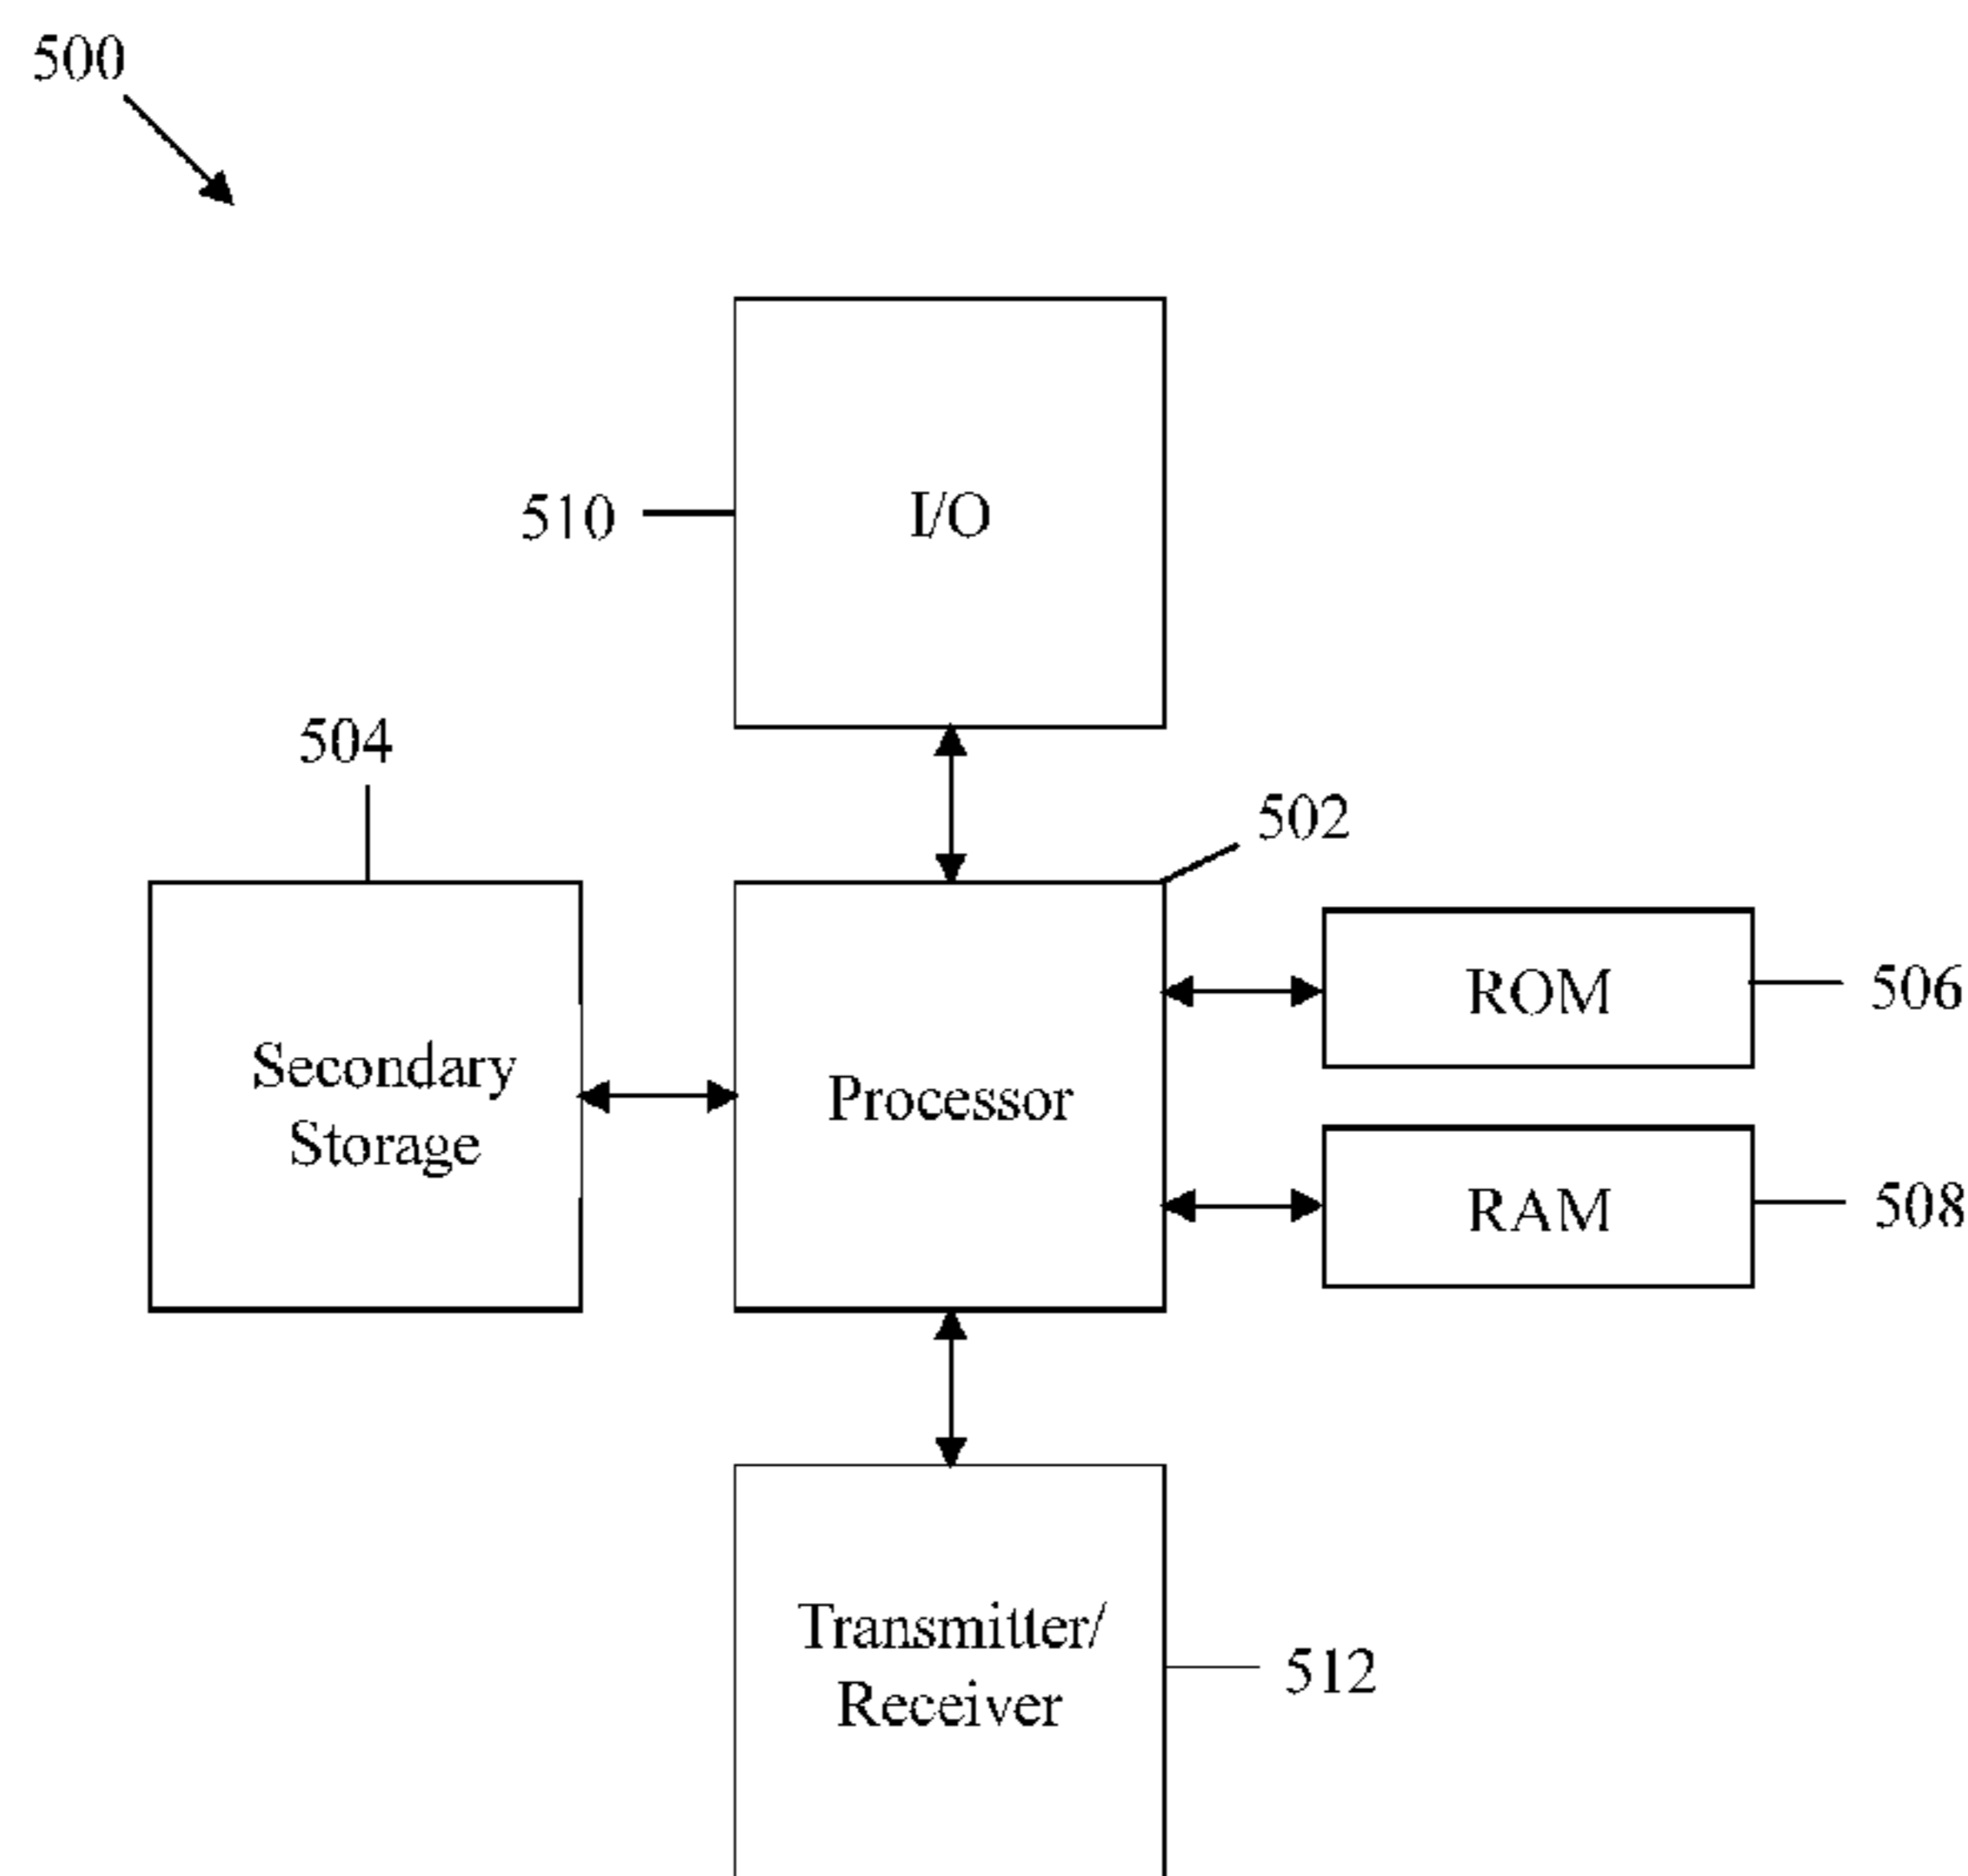 500
510
I/O
504
502
Secondary
Storage
Processor
ROM
506
RAM
508
Transmitter/
Receiver
512